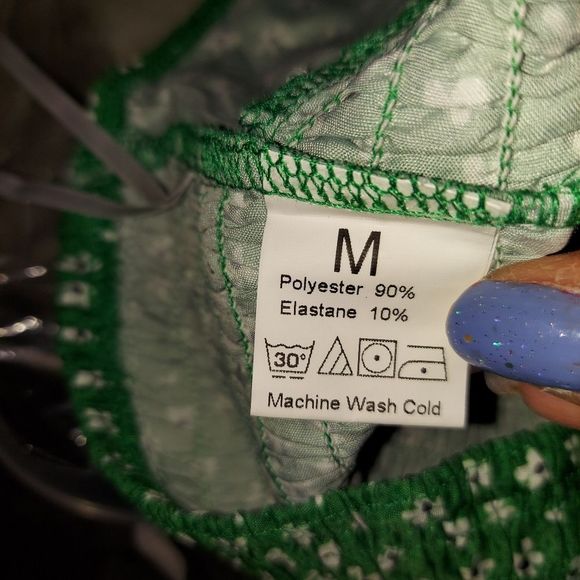 M
Polyester 90%
Elastane 10%
30°
Machine Wash Cold